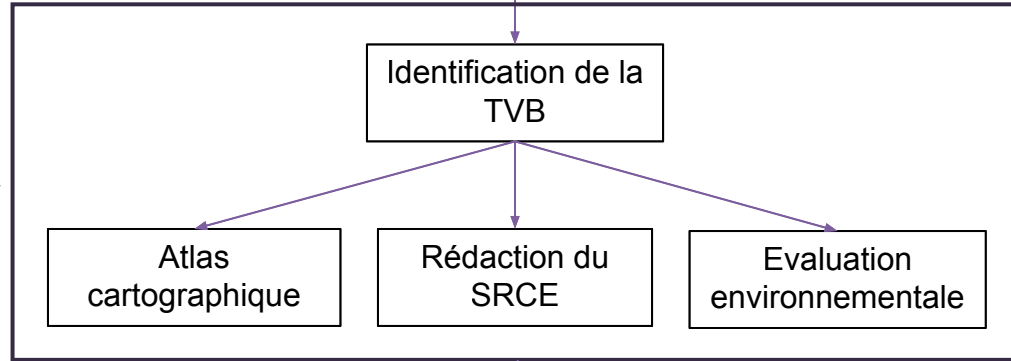 Identification de la
TVB
Atlas
cartographique
Rédaction du
SRCE
Evaluation
environnementale